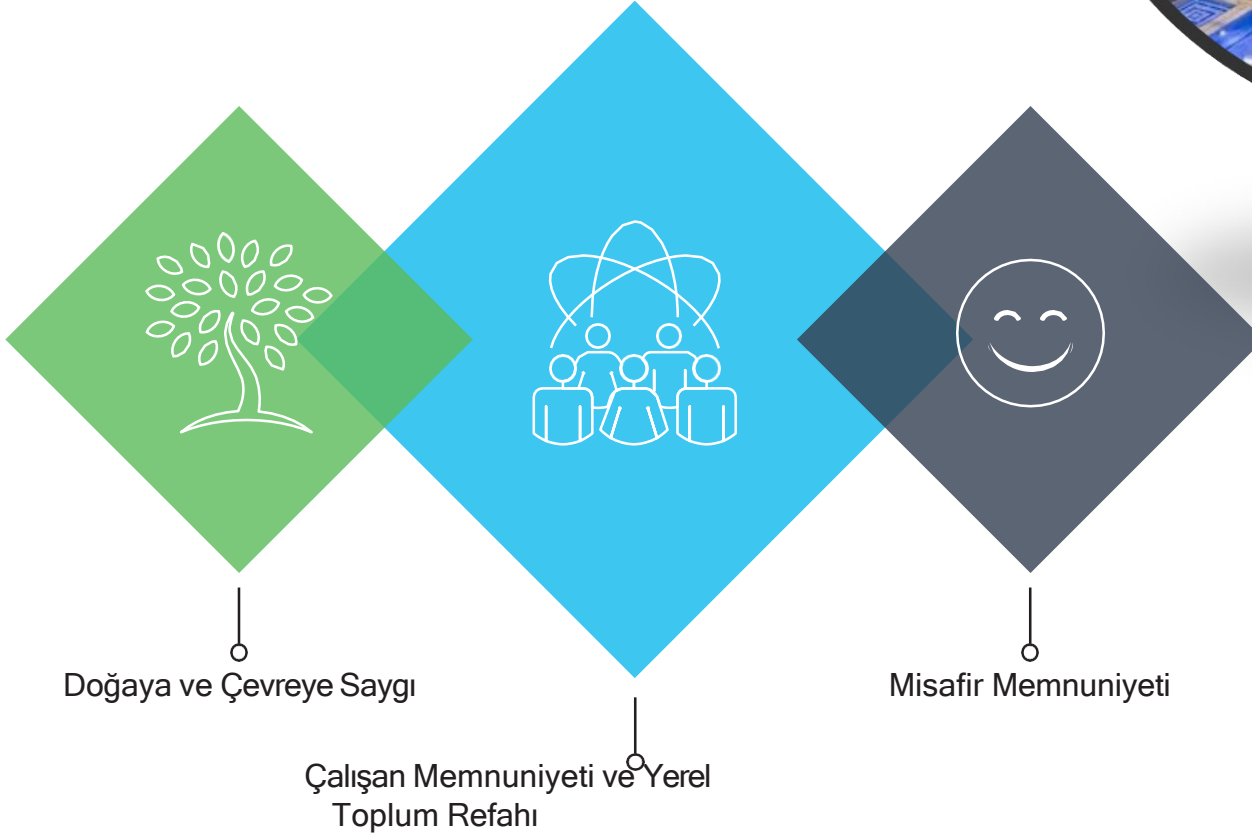 Doğaya ve Çevreye Saygı
Misafir Memnuniyeti
Çalışan Memnuniyeti ve Yerel
Toplum Refahı